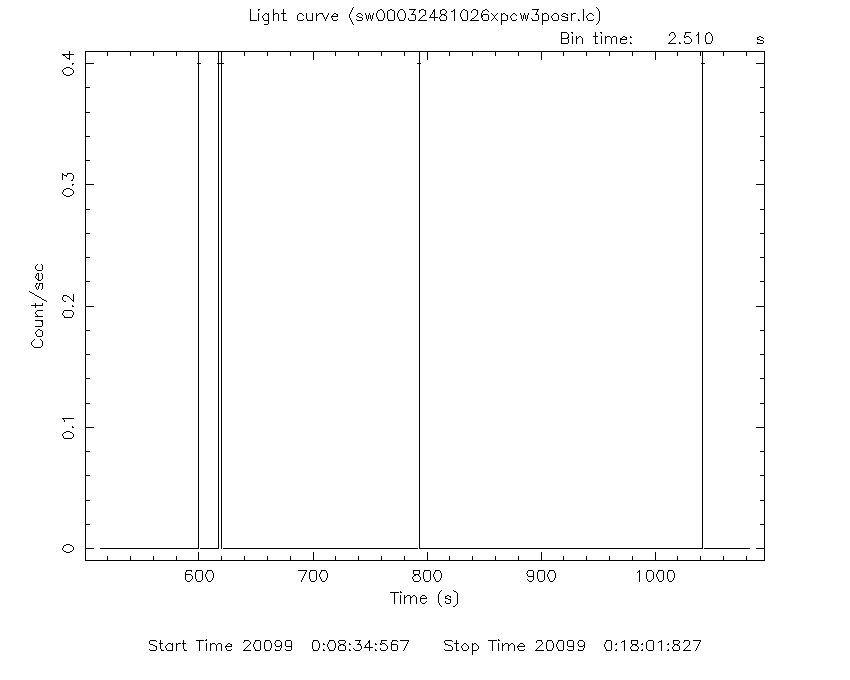 Light curve (sw00032481026xpcw3posr.lc)
Bin time: 2.510 s
0.4
0.3
0.2
0.1
0
Count/sec
600 700 800 900 1000
Time (s)
Start Time 20099 0:08:34:567 Stop Time 20099 0:18:01:827